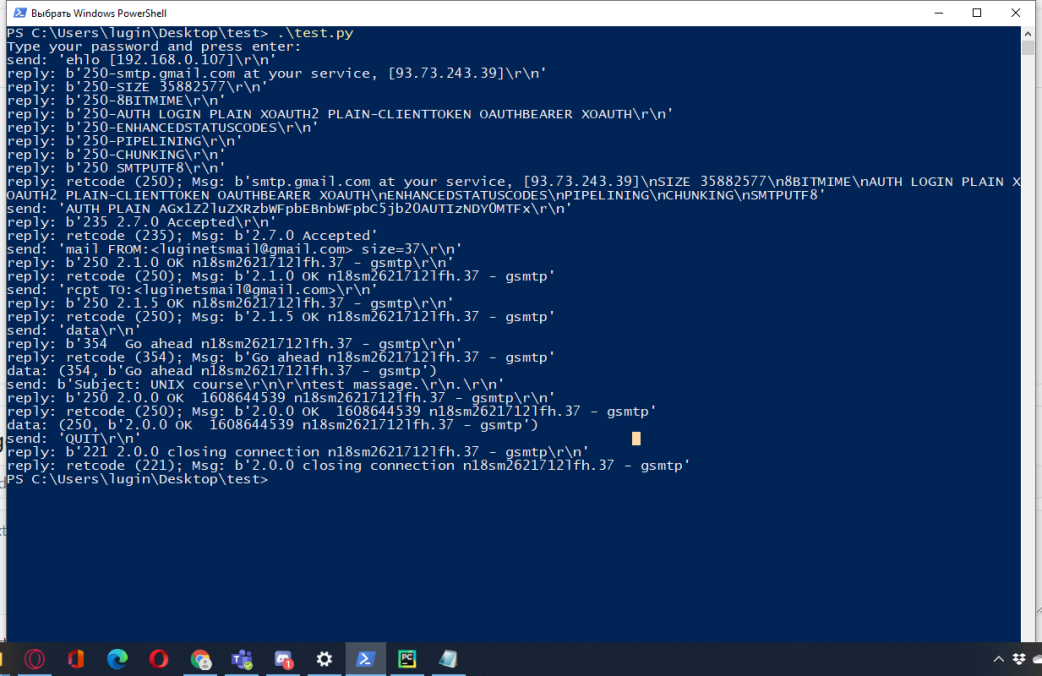 Выбрать Windows PowerShell
PS C:\Users\lugin\Desktop\test> .\test.py
Type your password and press enter:
send: 'ehlo [192.168.0.107]\r\n'
reply: b'250-smtp.gmail.com at your service, [93.73.243.39]\r\n'
reply: b'250-SIZE 35882577\r\n'
reply: b'250-8BITMIME\r\n'
reply: b'250-AUTH LOGIN PLAIN XOAUTH2 PLAIN-CLIENTTOKEN OAUTHBEARER XOAUTH\r\n'
reply: b'250-ENHANCEDSTATUSCODES\r\n'
reply: b'250-PIPELINING\r\n'
reply: b'250-CHUNKING\r\n'
reply: b'250 SMTPUTF8\r\n'
reply: retcode (250); Msg: b'smtp.gmail.com at your service, [93.73.243.39]\nSIZE 35882577\n8BITMIME\nAUTH LOGIN PLAIN X
OAUTH2 PLAIN-CLIENTTOKEN OAUTHBEARER XOAUTH\nENHANCEDSTATUSCODES\nPIPELINING\nCHUNKING\nSMTPUTF8'
send: 'AUTH PLAIN \r\n'
reply: b'235 2.7.0 Accepted\r\n'
reply: retcode (235); Msg: b'2.7.0 Accepted'
send: 'mail FROM:<luginetsmail@gmail.com> size=37\r\n'
reply: b'250 2.1.0 OK n18sm2621712lfh.37 - gsmtp\r\n'
reply: retcode (250); Msg: b'2.1.0 OK n18sm2621712lfh.37 - gsmtp'
send: 'rcpt TO:<luginetsmail@gmail.com>\r\n'
reply: b'250 2.1.5 OK n18sm2621712lfh.37 - gsmtp\r\n'
reply: retcode (250); Msg: b'2.1.5 OK n18sm2621712lfh.37 - gsmtp'
send: 'data\r\n'
reply: b'354  Go ahead n18sm2621712lfh.37 - gsmtp\r\n'
reply: retcode (354); Msg: b'Go ahead n18sm2621712lfh.37 - gsmtp'
data: (354, b'Go ahead n18sm2621712lfh.37 - gsmtp')
send: b'Subject: UNIX course\r\n\r\ntest massage.\r\n.\r\n'
reply: b'250 2.0.0 OK  1608644539 n18sm2621712lfh.37 - gsmtp\r\n'
reply: retcode (250); Msg: b'2.0.0 OK  1608644539 n18sm2621712lfh.37 - gsmtp'
data: (250, b'2.0.0 OK  1608644539 n18sm2621712lfh.37 - gsmtp')
send: 'QUIT\r\n'
reply: b'221 2.0.0 closing connection n18sm2621712lfh.37 - gsmtp\r\n'
reply: retcode (221); Msg: b'2.0.0 closing connection n18sm2621712lfh.37 - gsmtp'
PS C:\Users\lugin\Desktop\test>